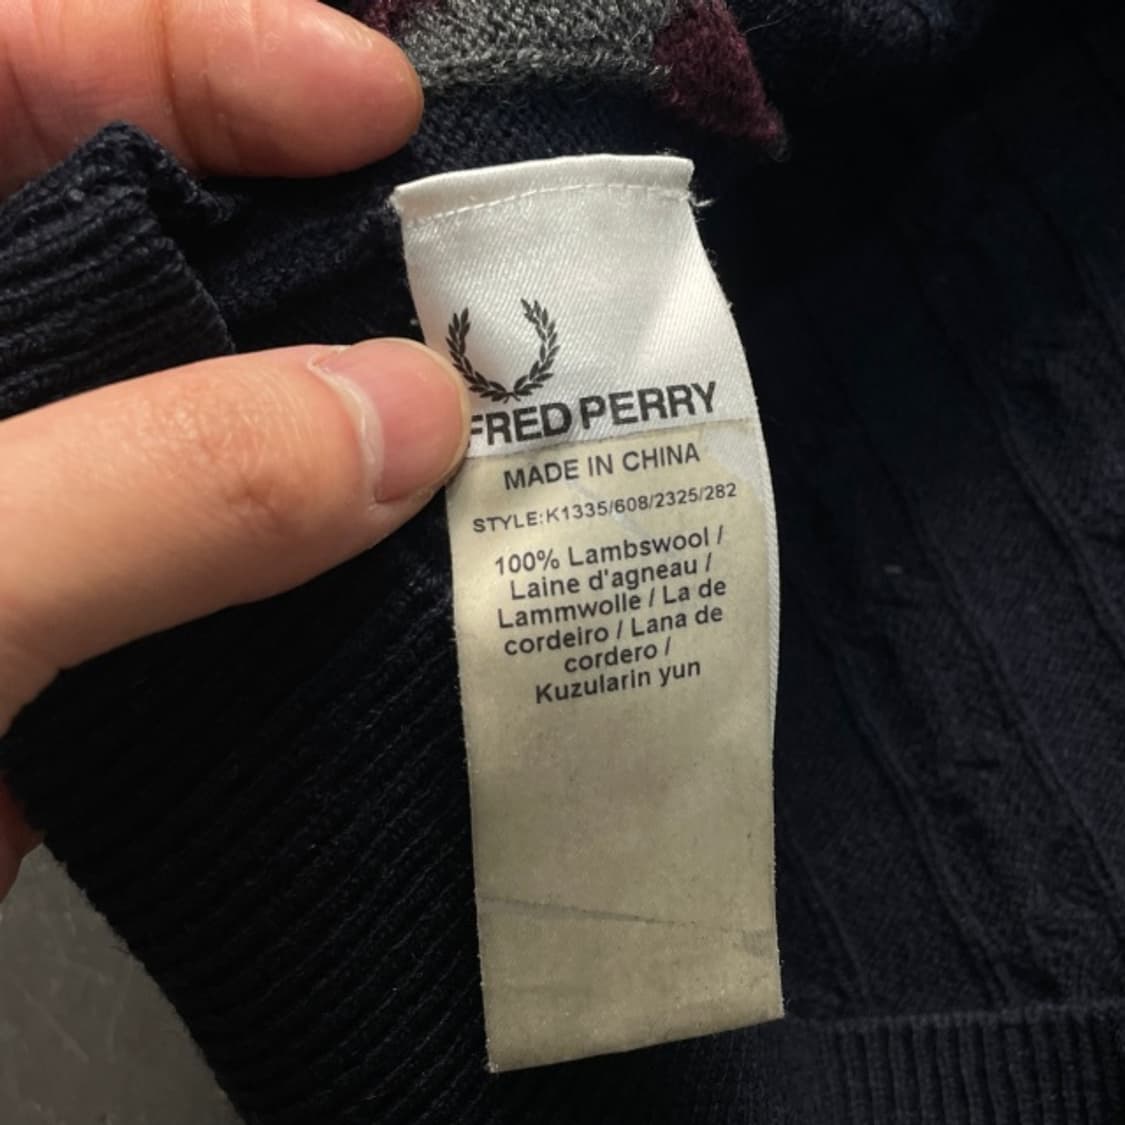 FRED PERRY
MADE IN CHINA
STYLE:K1335/608/2325/282
100% Lambswool /
Laine d'agneau /
Lammwolle / La de
cordeiro / Lana de
cordero /
Kuzularin yun